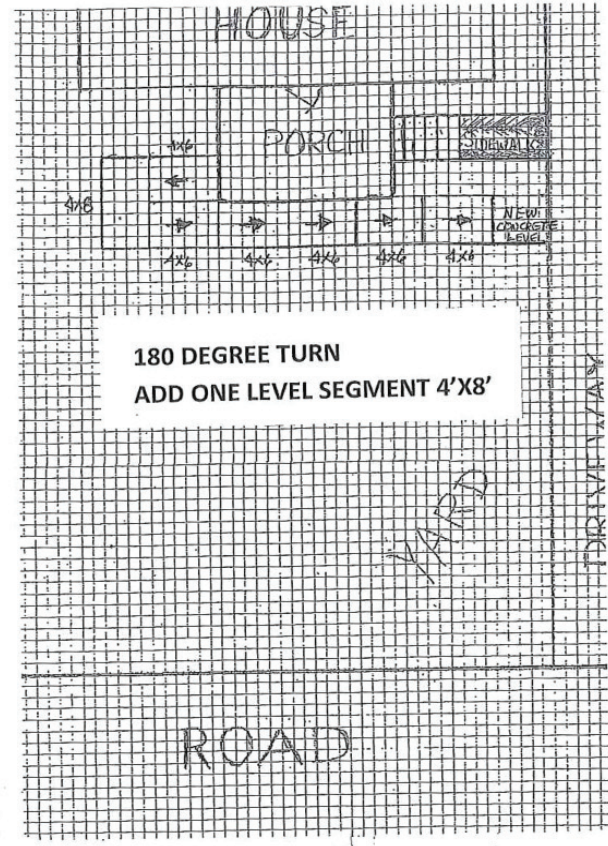 HOUSE
PORCH
4X6
SIDEWALK
4X8
NEW
CONCRETE
LEVEL
4X6 4X6 4X6 4X6 4X6
180 DEGREE TURN
ADD ONE LEVEL SEGMENT 4'X8'
YARD
DRIVEWAY
ROAD